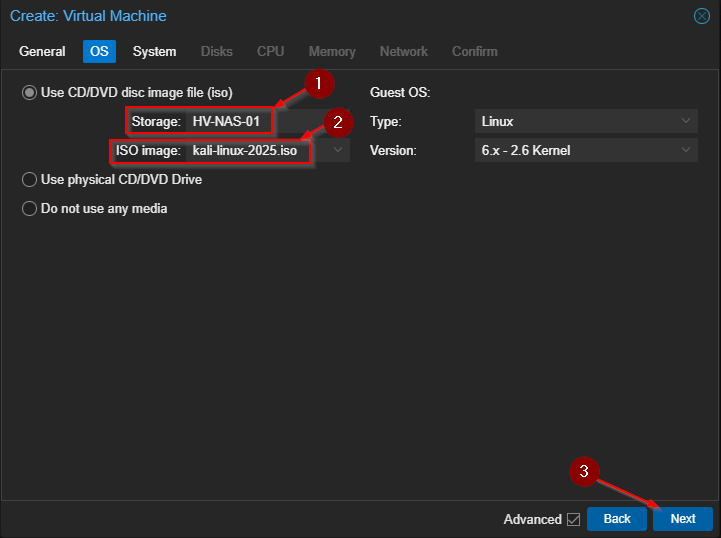 Create: Virtual Machine
General OS System Disks CPU Memory Network Confirm
Use CD/DVD disc image file (iso) 1 Guest OS:
Storage: HV-NAS-01 2 Type: Linux
ISO image: kali-linux-2025.iso Version: 6.x - 2.6 Kernel
Use physical CD/DVD Drive
Do not use any media
3
Advanced Back Next